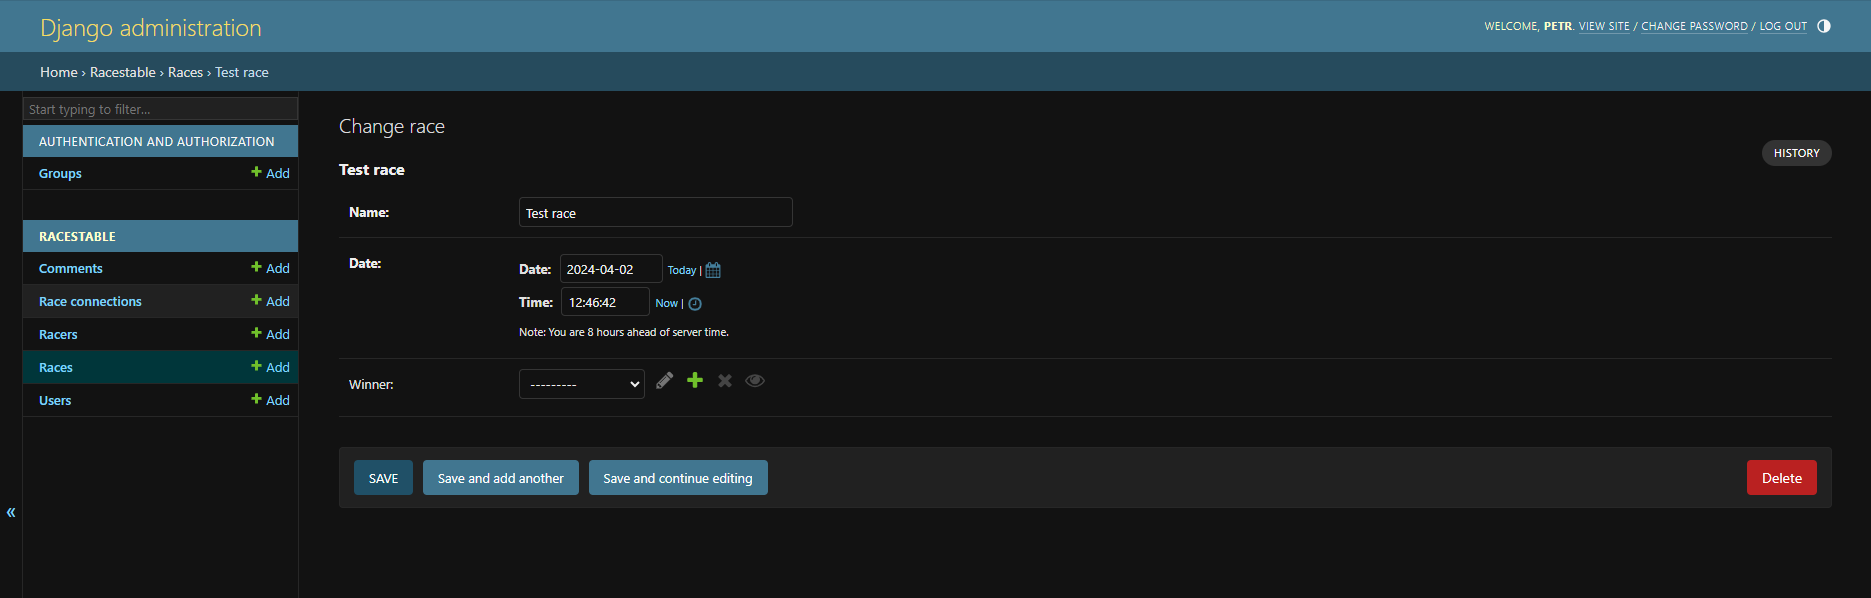 Django administration
WELCOME, PETR. VIEW SITE / CHANGE PASSWORD / LOG OUT
Home › Racestable › Races › Test race
Start typing to filter...
AUTHENTICATION AND AUTHORIZATION
Groups Add
RACESTABLE
Comments Add
Race connections Add
Racers Add
Races Add
Users Add
«
Change race
HISTORY
Test race
Name: Test race
Date: Date: 2024-04-02 Today |
Time: 12:46:42 Now |
Note: You are 8 hours ahead of server time.
Winner: ---------
SAVE Save and add another Save and continue editing Delete